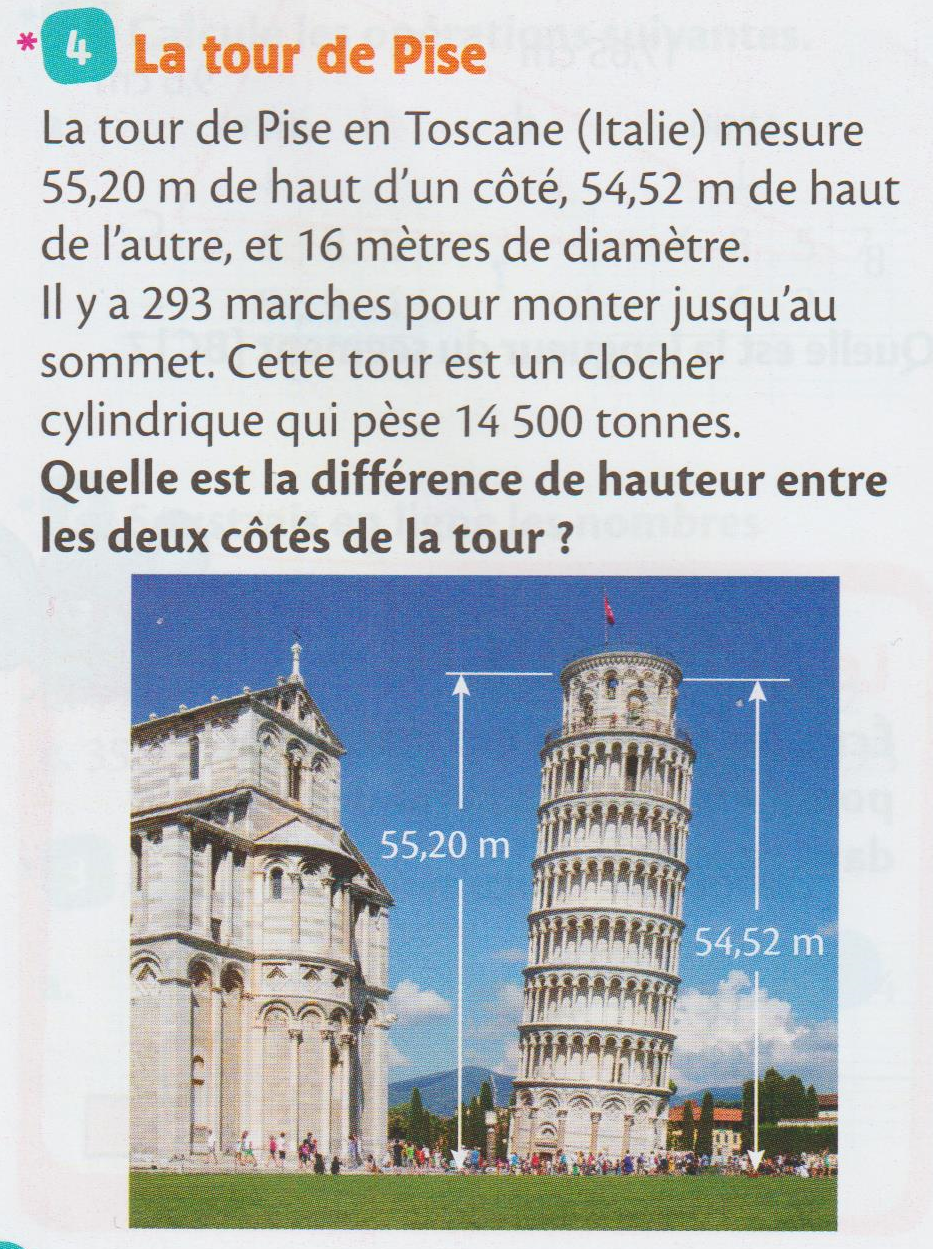 * 4 La tour de Pise
La tour de Pise en Toscane (Italie) mesure
55,20 m de haut d'un côté, 54,52 m de haut
de l'autre, et 16 mètres de diamètre.
Il y a 293 marches pour monter jusqu'au
sommet. Cette tour est un clocher
cylindrique qui pèse 14 500 tonnes.
Quelle est la différence de hauteur entre
les deux côtés de la tour ?
55,20 m
54,52 m